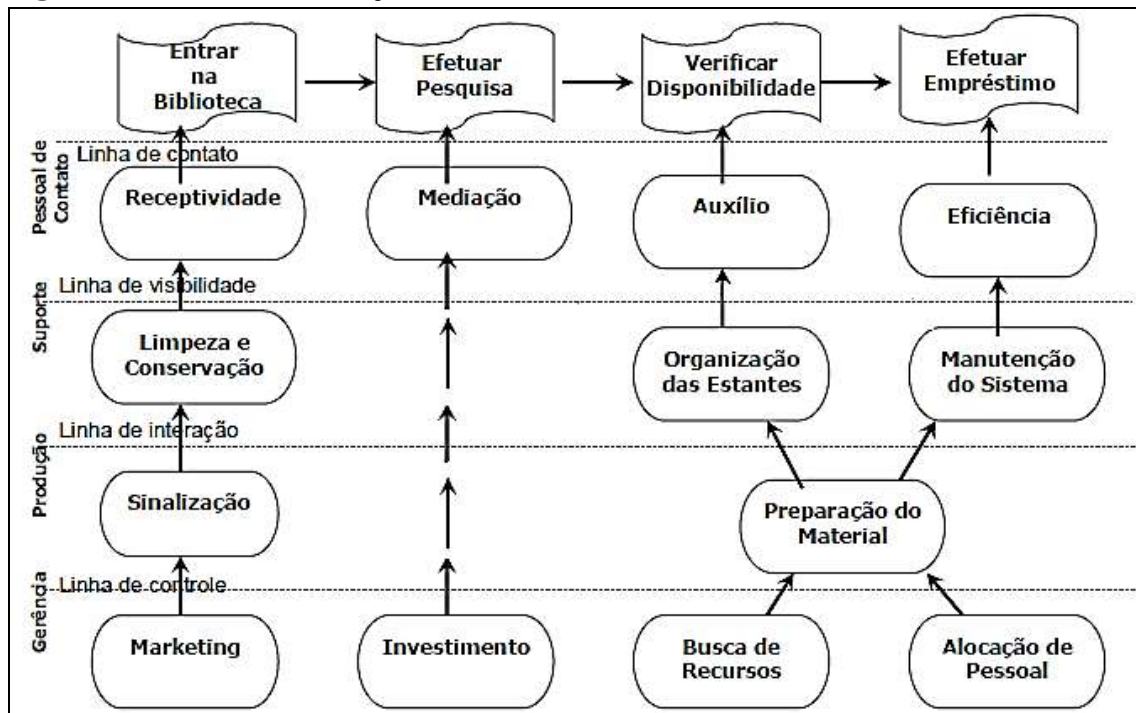 Entrar
na
Biblioteca
Efetuar
Pesquisa
Verificar
Disponibilidade
Efetuar
Empréstimo
Pessoal de
Contato
Linha de contato
Receptividade
Mediação
Auxílio
Eficiência
Linha de visibilidade
Suporte
Limpeza e
Conservação
Organização
das Estantes
Manutenção
do Sistema
Linha de interação
Produção
Sinalização
Preparação do
Material
Linha de controle
Gerência
Marketing
Investimento
Busca de
Recursos
Alocação de
Pessoal